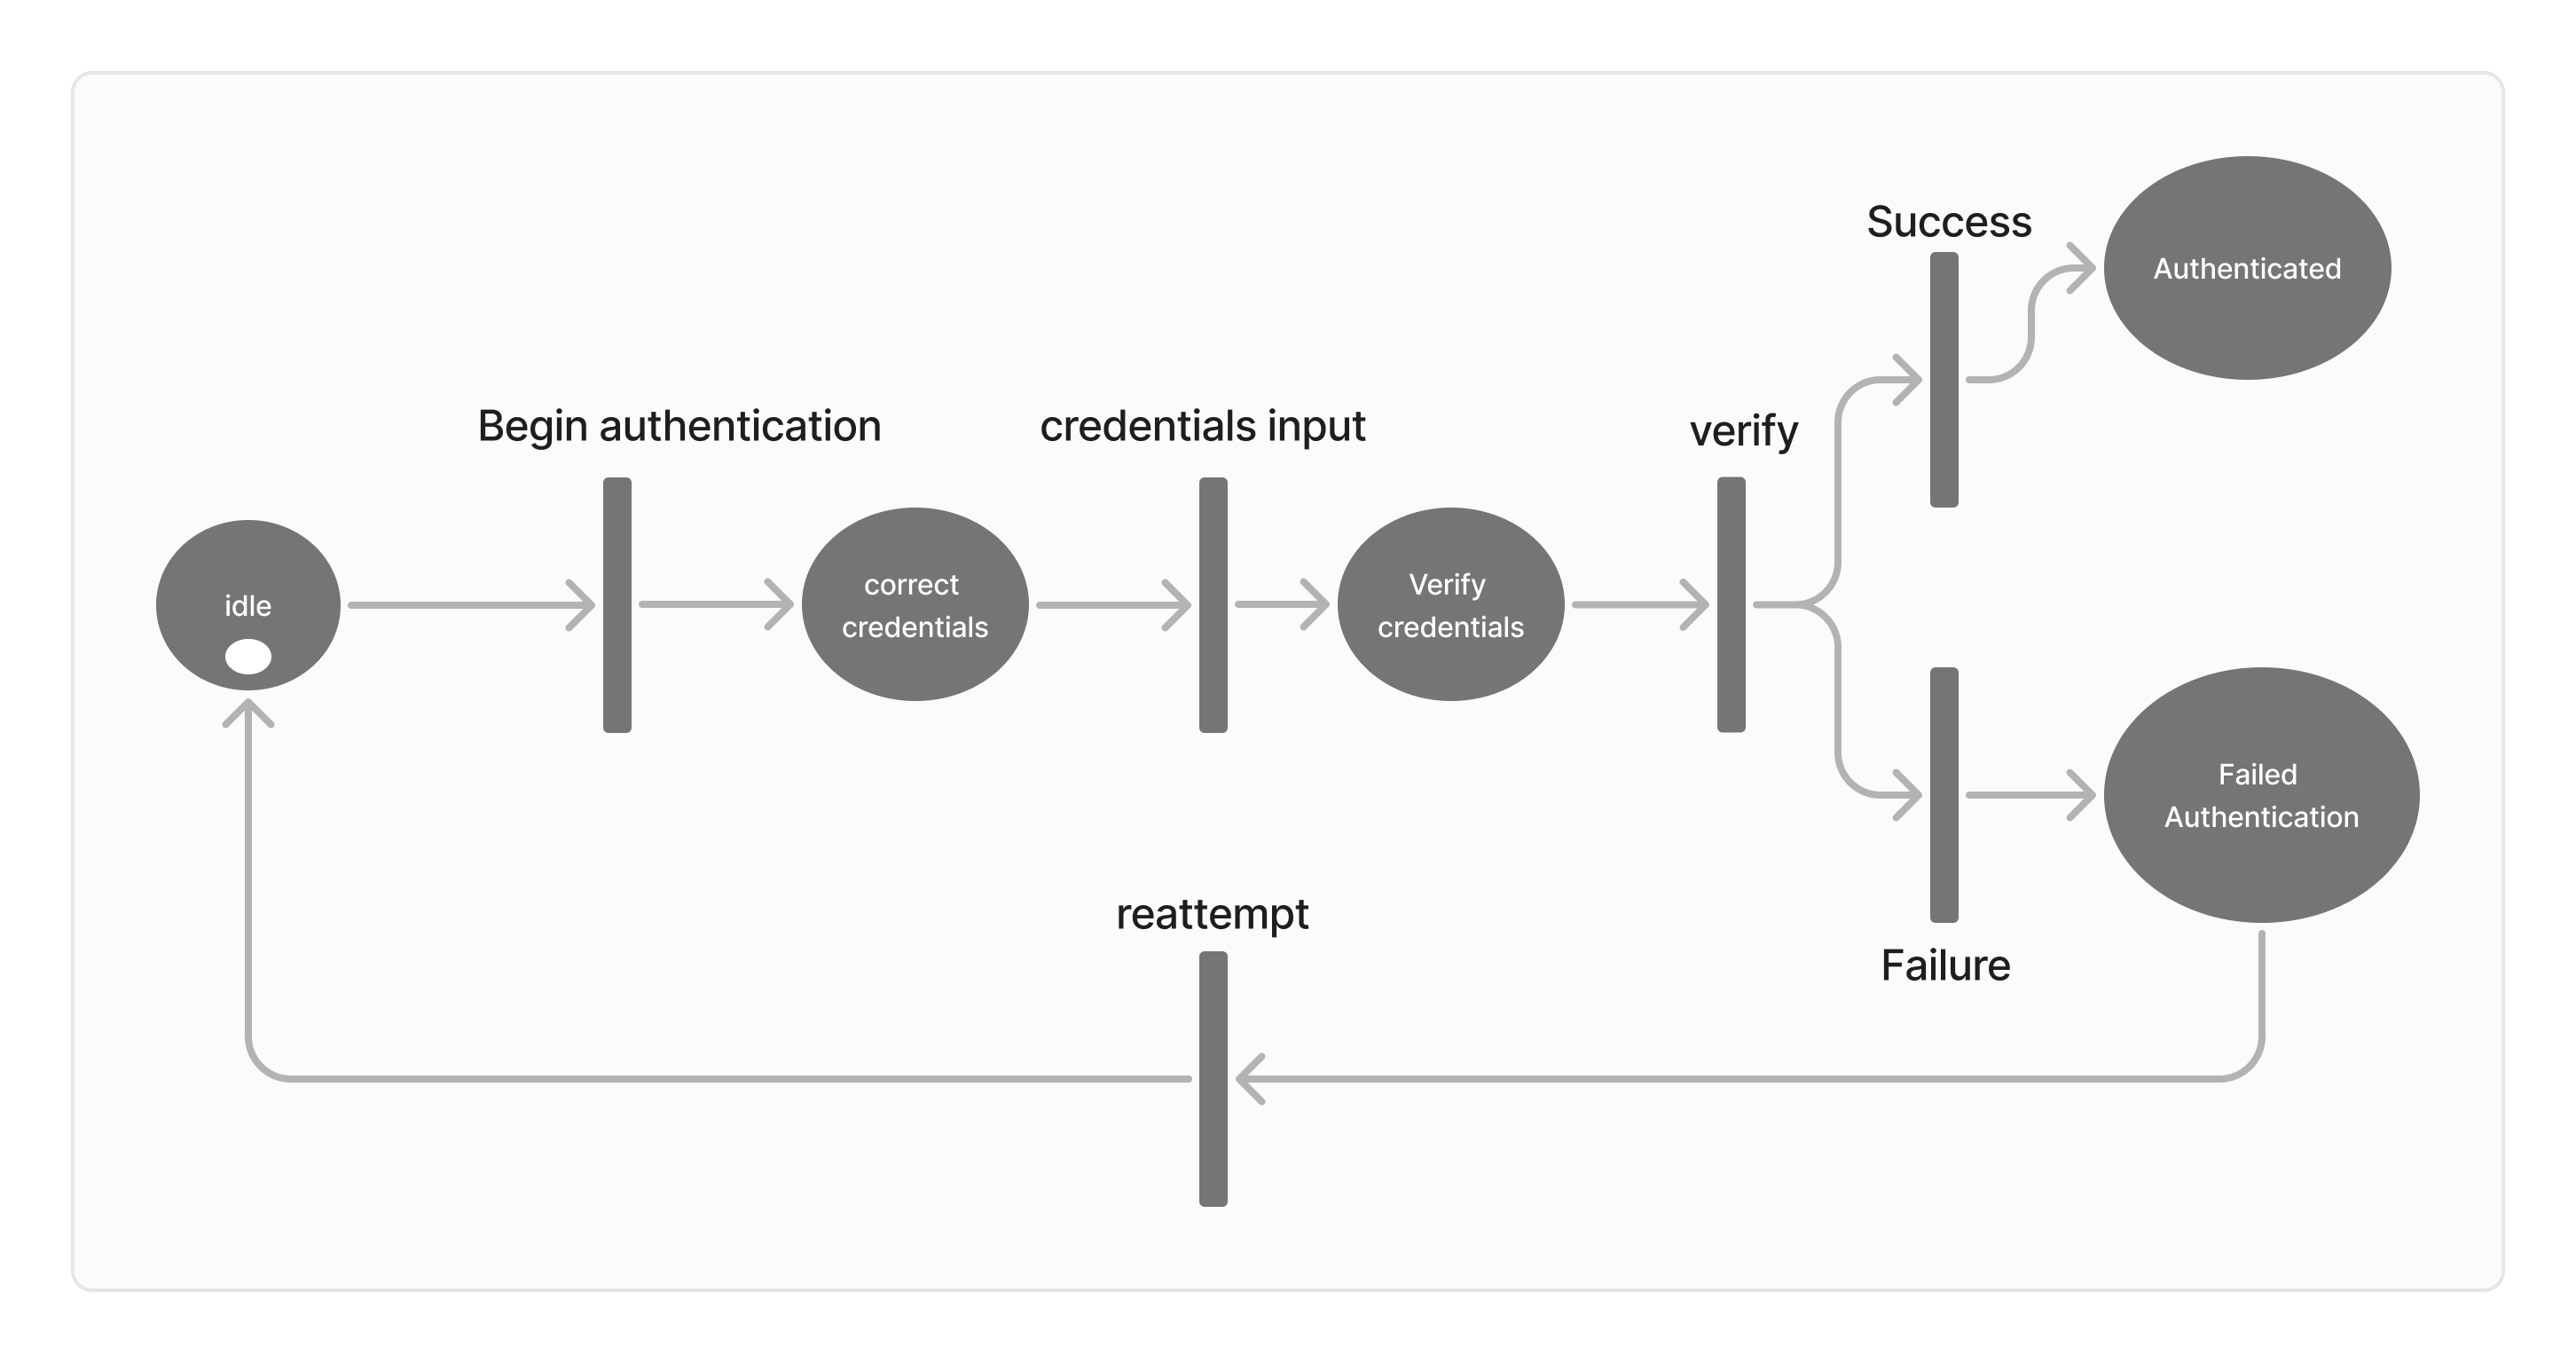 Success
Authenticated
Begin authentication
credentials input
verify
idle
correct
credentials
Verify
credentials
Failed
Authentication
reattempt
Failure